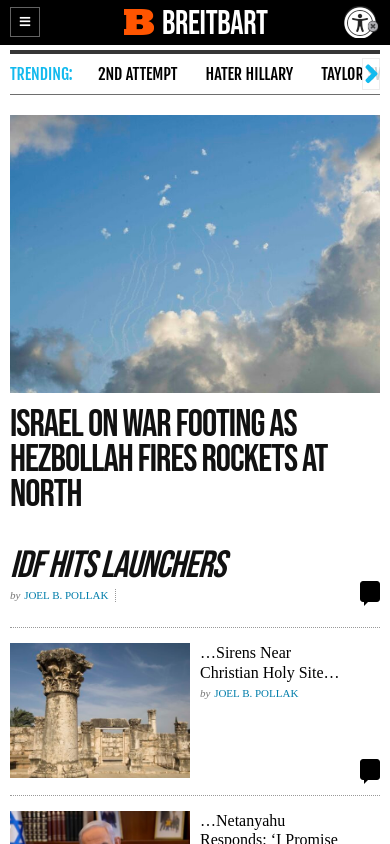 BREITBART
TRENDING: 2ND ATTEMPT HATER HILLARY TAYLOR
ISRAEL ON WAR FOOTING AS
HEZBOLLAH FIRES ROCKETS AT
NORTH
IDF HITS LAUNCHERS
by JOEL B. POLLAK
…Sirens Near
Christian Holy Site…
by JOEL B. POLLAK
…Netanyahu
Responds: ‘I Promise